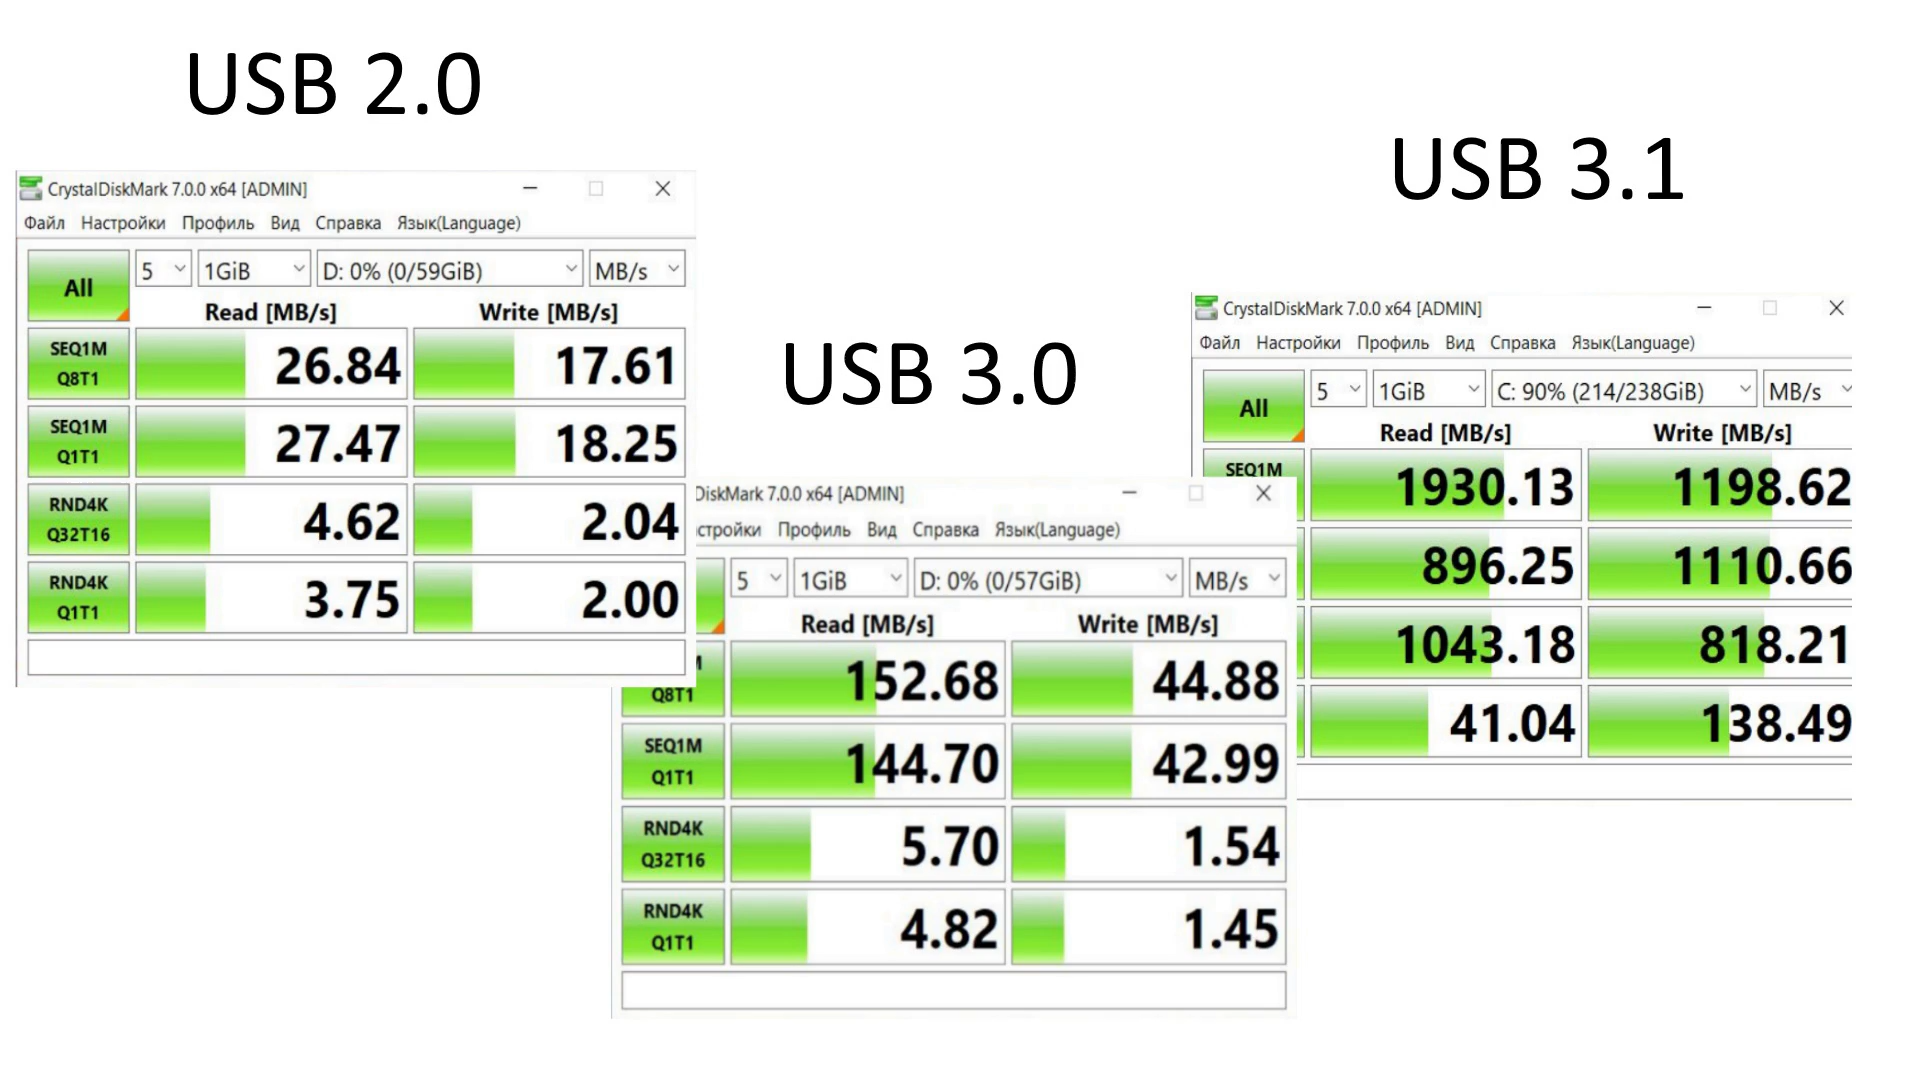 USB 2.0
CrystalDiskMark 7.0.0 x64 [ADMIN]
Файл Настройки Профиль Вид Справка Язык(Language)
All 5 1GiB D: 0% (0/59GiB) MB/s
Read [MB/s] Write [MB/s]
SEQ1M Q8T1 26.84 17.61
SEQ1M Q1T1 27.47 18.25
RND4K Q32T16 4.62 2.04
RND4K Q1T1 3.75 2.00
USB 3.0
DiskMark 7.0.0 x64 [ADMIN]
стройки Профиль Вид Справка Язык(Language)
5 1GiB D: 0% (0/57GiB) MB/s
Read [MB/s] Write [MB/s]
Q8T1 152.68 44.88
SEQ1M Q1T1 144.70 42.99
RND4K Q32T16 5.70 1.54
RND4K Q1T1 4.82 1.45
USB 3.1
CrystalDiskMark 7.0.0 x64 [ADMIN]
Файл Настройки Профиль Вид Справка Язык(Language)
All 5 1GiB C: 90% (214/238GiB) MB/s
Read [MB/s] Write [MB/s]
SEQ1M 1930.13 1198.62
896.25 1110.66
1043.18 818.21
41.04 138.49